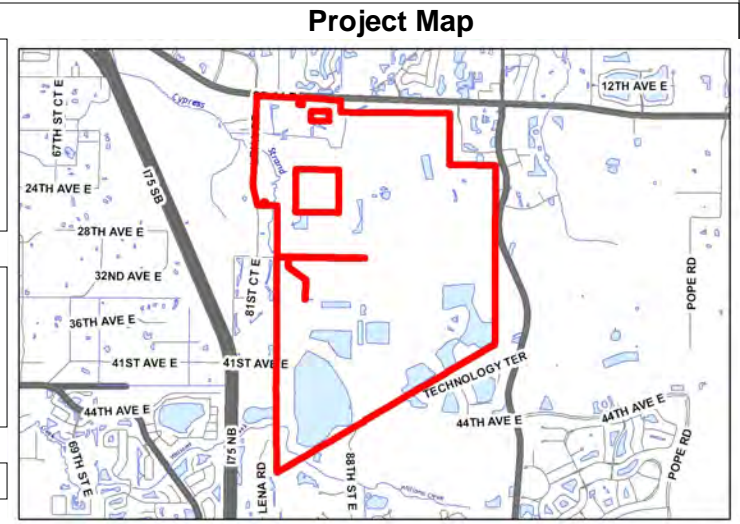 Project Map
12TH AVE E
Cypress
67TH ST CT E
I75 SB
Strand
24TH AVE E
28TH AVE E
32ND AVE E
81ST CT E
POPE RD
36TH AVE E
41ST AVE E
41ST AVE E
TECHNOLOGY TER
44TH AVE E
44TH AVE E
44TH AVE E
69TH ST E
I75 NB
LENA RD
88TH ST E
POPE RD